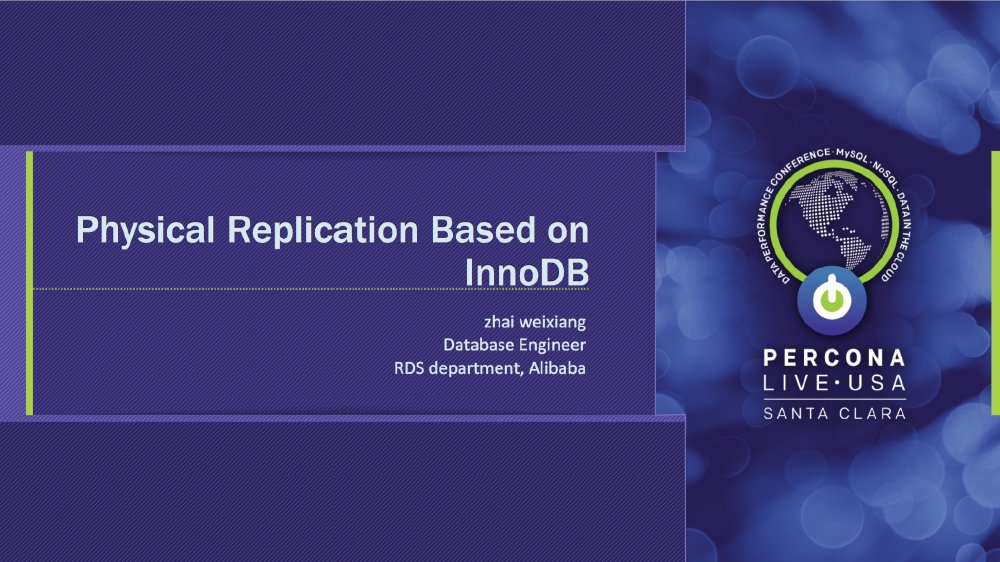 Physical Replication Based on
InnoDB
zhai weixiang
Database Engineer
RDS department, Alibaba
DATA PERFORMANCE CONFERENCE · MySQL · NoSQL · DATA IN THE CLOUD
PERCONA
LIVE·USA
SANTA CLARA